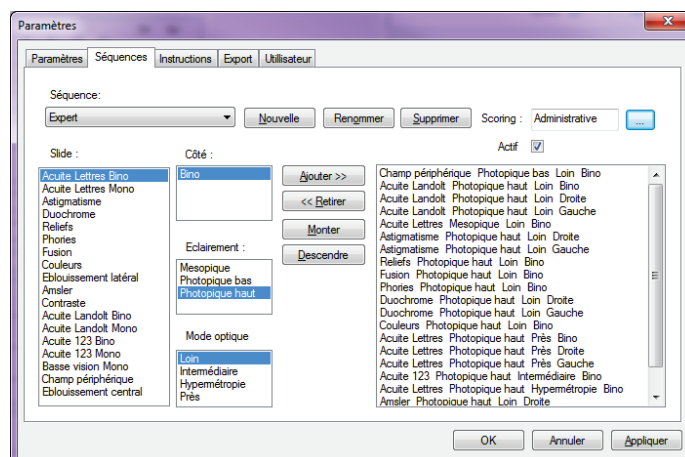 Paramètres
Paramètres Séquences Instructions Export Utilisateur
Séquence:
Expert Nouvelle Renommer Supprimer Scoring : Administrative ...
Actif
Slide :
Acuite Lettres Bino
Acuite Lettres Mono
Astigmatisme
Duochrome
Reliefs
Phories
Fusion
Couleurs
Eblouissement latéral
Amsler
Contraste
Acuite Landolt Bino
Acuite Landolt Mono
Acuite 123 Bino
Acuite 123 Mono
Basse vision Mono
Champ périphérique
Eblouissement central
Côté :
Bino
Eclairement :
Mesopique
Photopique bas
Photopique haut
Mode optique
Loin
Intermédiaire
Hypermétropie
Près
Ajouter >>
<< Retirer
Monter
Descendre
Champ périphérique Photopique bas Loin Bino
Acuite Landolt Photopique haut Loin Bino
Acuite Landolt Photopique haut Loin Droite
Acuite Landolt Photopique haut Loin Gauche
Acuite Lettres Mesopique Loin Bino
Astigmatisme Photopique haut Loin Droite
Astigmatisme Photopique haut Loin Gauche
Reliefs Photopique haut Loin Bino
Fusion Photopique haut Loin Bino
Phories Photopique haut Loin Bino
Duochrome Photopique haut Loin Droite
Duochrome Photopique haut Loin Gauche
Couleurs Photopique haut Loin Bino
Acuite Lettres Photopique haut Près Bino
Acuite Lettres Photopique haut Près Droite
Acuite Lettres Photopique haut Près Gauche
Acuite 123 Photopique haut Intermédiaire Bino
Acuite Lettres Photopique haut Hypermétropie Bino
Amsler Photopique haut Loin Droite
OK Annuler Appliquer